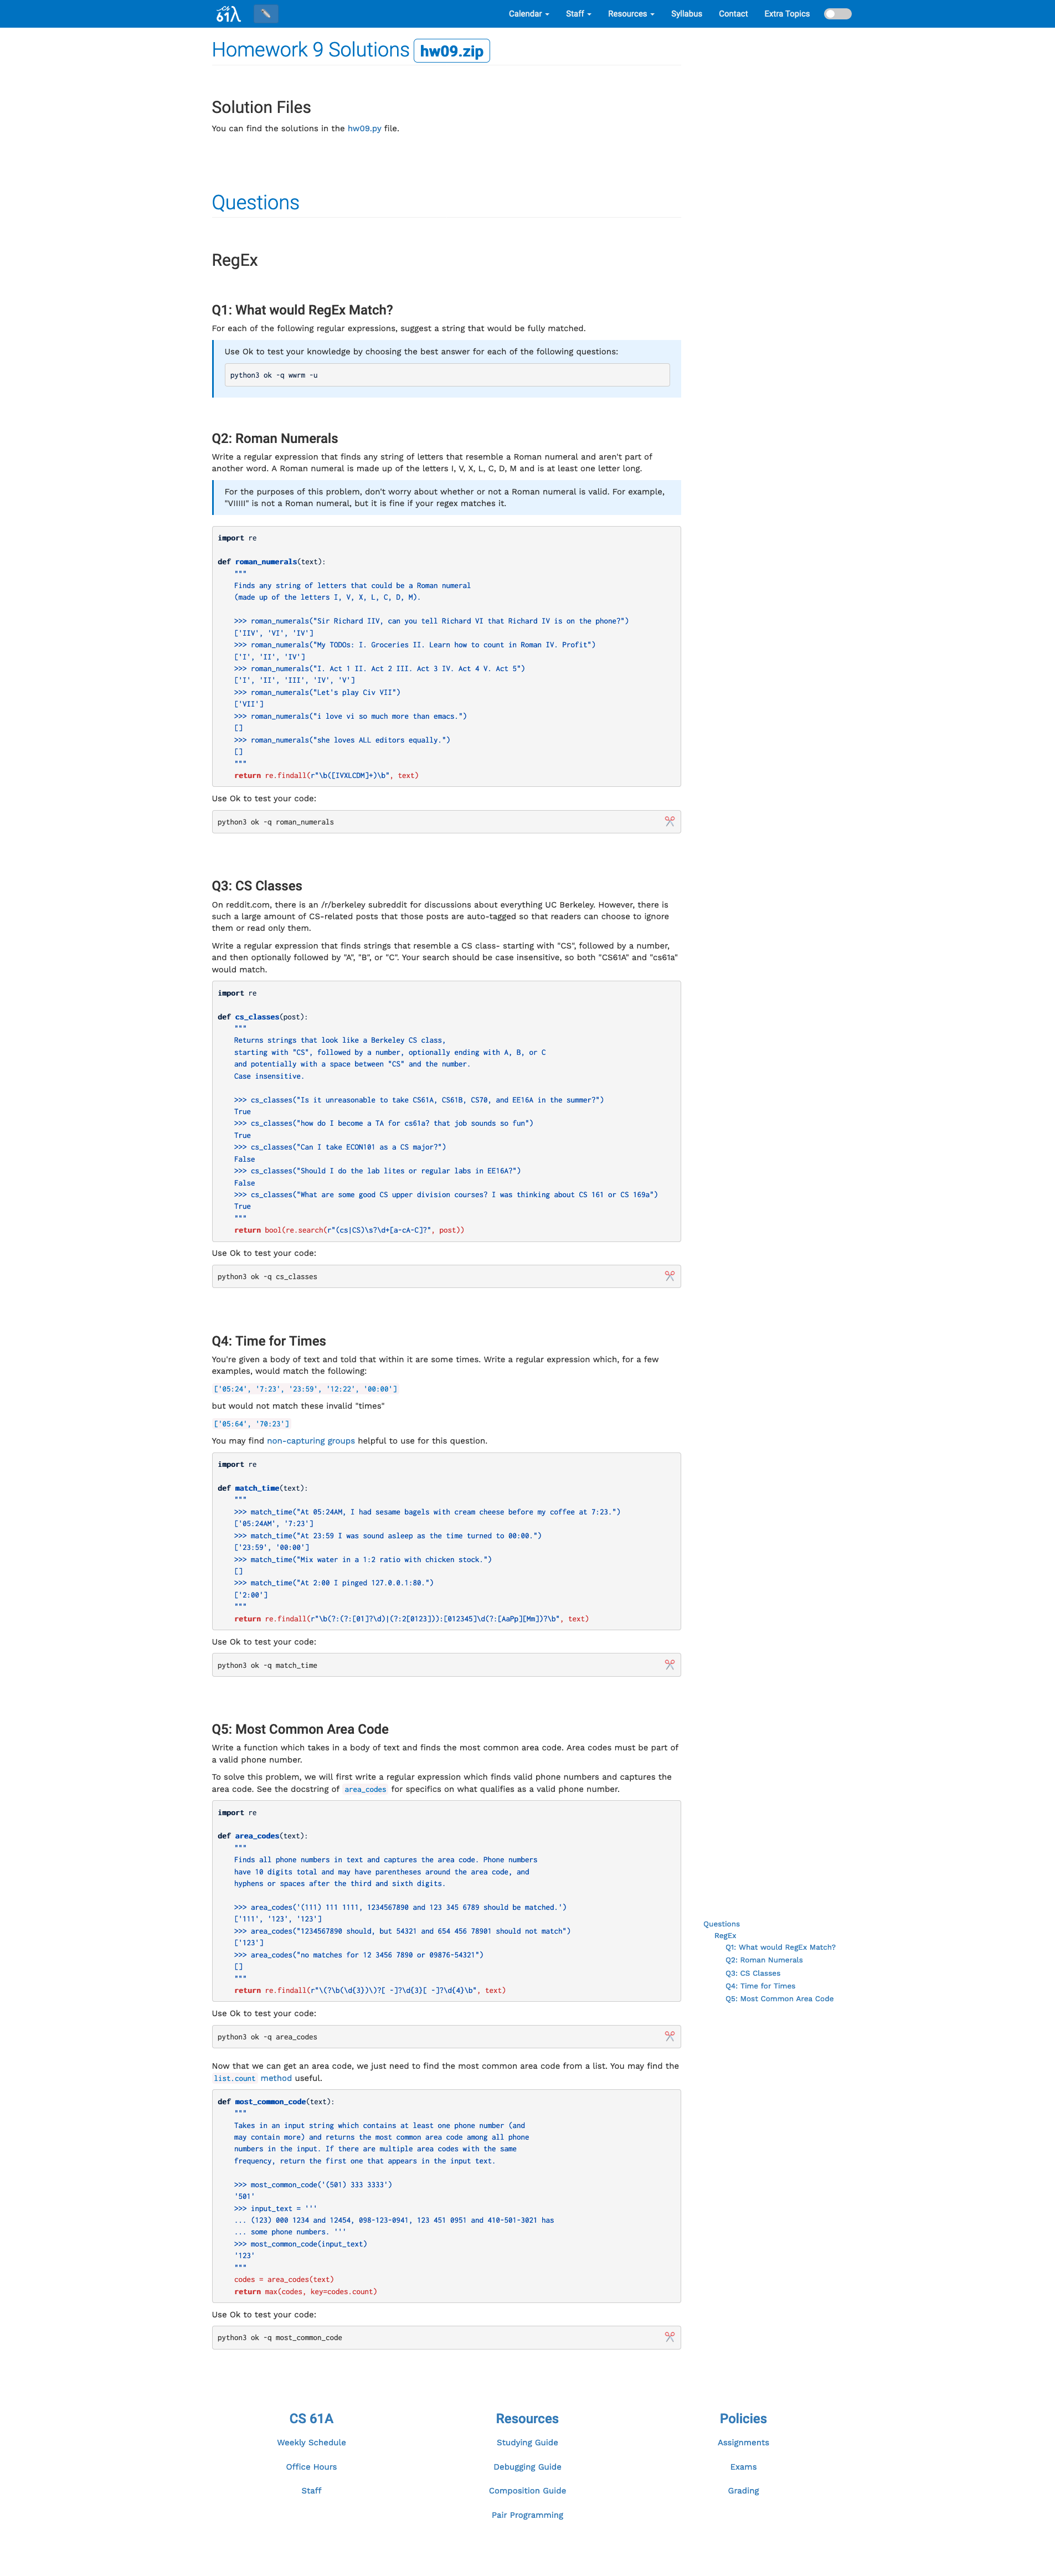 CS
61A
Calendar
Staff
Resources
Syllabus
Contact
Extra Topics
Homework 9 Solutions hw09.zip
Solution Files
You can find the solutions in the hw09.py file.
Questions
RegEx
Q1: What would RegEx Match?
For each of the following regular expressions, suggest a string that would be fully matched.
Use Ok to test your knowledge by choosing the best answer for each of the following questions:
python3 ok -q wwrm -u
Q2: Roman Numerals
Write a regular expression that finds any string of letters that resemble a Roman numeral and aren't part of
another word. A Roman numeral is made up of the letters I, V, X, L, C, D, M and is at least one letter long.
For the purposes of this problem, don't worry about whether or not a Roman numeral is valid. For example,
"VIIIII" is not a Roman numeral, but it is fine if your regex matches it.
import re
def roman_numerals(text):
"""
Finds any string of letters that could be a Roman numeral
(made up of the letters I, V, X, L, C, D, M).
>>> roman_numerals("Sir Richard IIV, can you tell Richard VI that Richard IV is on the phone?")
['IIV', 'VI', 'IV']
>>> roman_numerals("My TODOs: I. Groceries II. Learn how to count in Roman IV. Profit")
['I', 'II', 'IV']
>>> roman_numerals("I. Act 1 II. Act 2 III. Act 3 IV. Act 4 V. Act 5")
['I', 'II', 'III', 'IV', 'V']
>>> roman_numerals("Let's play Civ VII")
['VII']
>>> roman_numerals("i love vi so much more than emacs.")
[]
>>> roman_numerals("she loves ALL editors equally.")
[]
"""
return re.findall(r"\b([IVXLCDM]+)\b", text)
Use Ok to test your code:
python3 ok -q roman_numerals
Q3: CS Classes
On reddit.com, there is an /r/berkeley subreddit for discussions about everything UC Berkeley. However, there is
such a large amount of CS-related posts that those posts are auto-tagged so that readers can choose to ignore
them or read only them.
Write a regular expression that finds strings that resemble a CS class- starting with "CS", followed by a number,
and then optionally followed by "A", "B", or "C". Your search should be case insensitive, so both "CS61A" and "cs61a"
would match.
import re
def cs_classes(post):
"""
Returns strings that look like a Berkeley CS class,
starting with "CS", followed by a number, optionally ending with A, B, or C
and potentially with a space between "CS" and the number.
Case insensitive.
>>> cs_classes("Is it unreasonable to take CS61A, CS61B, CS70, and EE16A in the summer?")
True
>>> cs_classes("how do I become a TA for cs61a? that job sounds so fun")
True
>>> cs_classes("Can I take ECON101 as a CS major?")
False
>>> cs_classes("Should I do the lab lites or regular labs in EE16A?")
False
>>> cs_classes("What are some good CS upper division courses? I was thinking about CS 161 or CS 169a")
True
"""
return bool(re.search(r"(cs|CS)\s?\d+[a-cA-C]?", post))
Use Ok to test your code:
python3 ok -q cs_classes
Q4: Time for Times
You're given a body of text and told that within it are some times. Write a regular expression which, for a few
examples, would match the following:
['05:24', '7:23', '23:59', '12:22', '00:00']
but would not match these invalid "times"
['05:64', '70:23']
You may find non-capturing groups helpful to use for this question.
import re
def match_time(text):
"""
>>> match_time("At 05:24AM, I had sesame bagels with cream cheese before my coffee at 7:23.")
['05:24AM', '7:23']
>>> match_time("At 23:59 I was sound asleep as the time turned to 00:00.")
['23:59', '00:00']
>>> match_time("Mix water in a 1:2 ratio with chicken stock.")
[]
>>> match_time("At 2:00 I pinged 127.0.0.1:80.")
['2:00']
"""
return re.findall(r"\b(?:(?:[01]?\d)|(?:2[0123])):[012345]\d(?:[AaPp][Mm])?\b", text)
Use Ok to test your code:
python3 ok -q match_time
Q5: Most Common Area Code
Write a function which takes in a body of text and finds the most common area code. Area codes must be part of
a valid phone number.
To solve this problem, we will first write a regular expression which finds valid phone numbers and captures the
area code. See the docstring of area_codes for specifics on what qualifies as a valid phone number.
import re
def area_codes(text):
"""
Finds all phone numbers in text and captures the area code. Phone numbers
have 10 digits total and may have parentheses around the area code, and
hyphens or spaces after the third and sixth digits.
>>> area_codes('(111) 111 1111, 1234567890 and 123 345 6789 should be matched.')
['111', '123', '123']
>>> area_codes("1234567890 should, but 54321 and 654 456 78901 should not match")
['123']
>>> area_codes("no matches for 12 3456 7890 or 09876-54321")
[]
"""
return re.findall(r"\(?\b(\d{3})\)?[ -]?\d{3}[ -]?\d{4}\b", text)
Use Ok to test your code:
python3 ok -q area_codes
Now that we can get an area code, we just need to find the most common area code from a list. You may find the
list.count method useful.
def most_common_code(text):
"""
Takes in an input string which contains at least one phone number (and
may contain more) and returns the most common area code among all phone
numbers in the input. If there are multiple area codes with the same
frequency, return the first one that appears in the input text.
>>> most_common_code('(501) 333 3333')
'501'
>>> input_text = '''
... (123) 000 1234 and 12454, 098-123-0941, 123 451 0951 and 410-501-3021 has
... some phone numbers. '''
>>> most_common_code(input_text)
'123'
"""
codes = area_codes(text)
return max(codes, key=codes.count)
Use Ok to test your code:
python3 ok -q most_common_code
Questions
RegEx
Q1: What would RegEx Match?
Q2: Roman Numerals
Q3: CS Classes
Q4: Time for Times
Q5: Most Common Area Code
CS 61A
Weekly Schedule
Office Hours
Staff
Resources
Studying Guide
Debugging Guide
Composition Guide
Pair Programming
Policies
Assignments
Exams
Grading